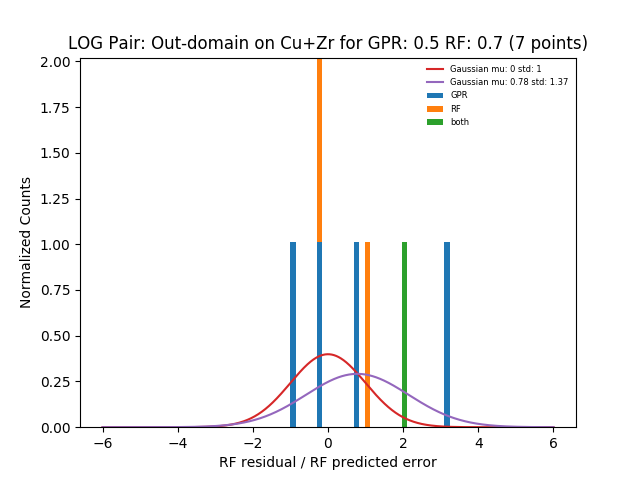 LOG Pair: Out-domain on Cu+Zr for GPR: 0.5 RF: 0.7 (7 points)
2.00
1.75
1.50
1.25
1.00
0.75
0.50
0.25
0.00
Normalized Counts
Gaussian mu: 0 std: 1
Gaussian mu: 0.78 std: 1.37
GPR
RF
both
−6
−4
−2
0
2
4
6
RF residual / RF predicted error